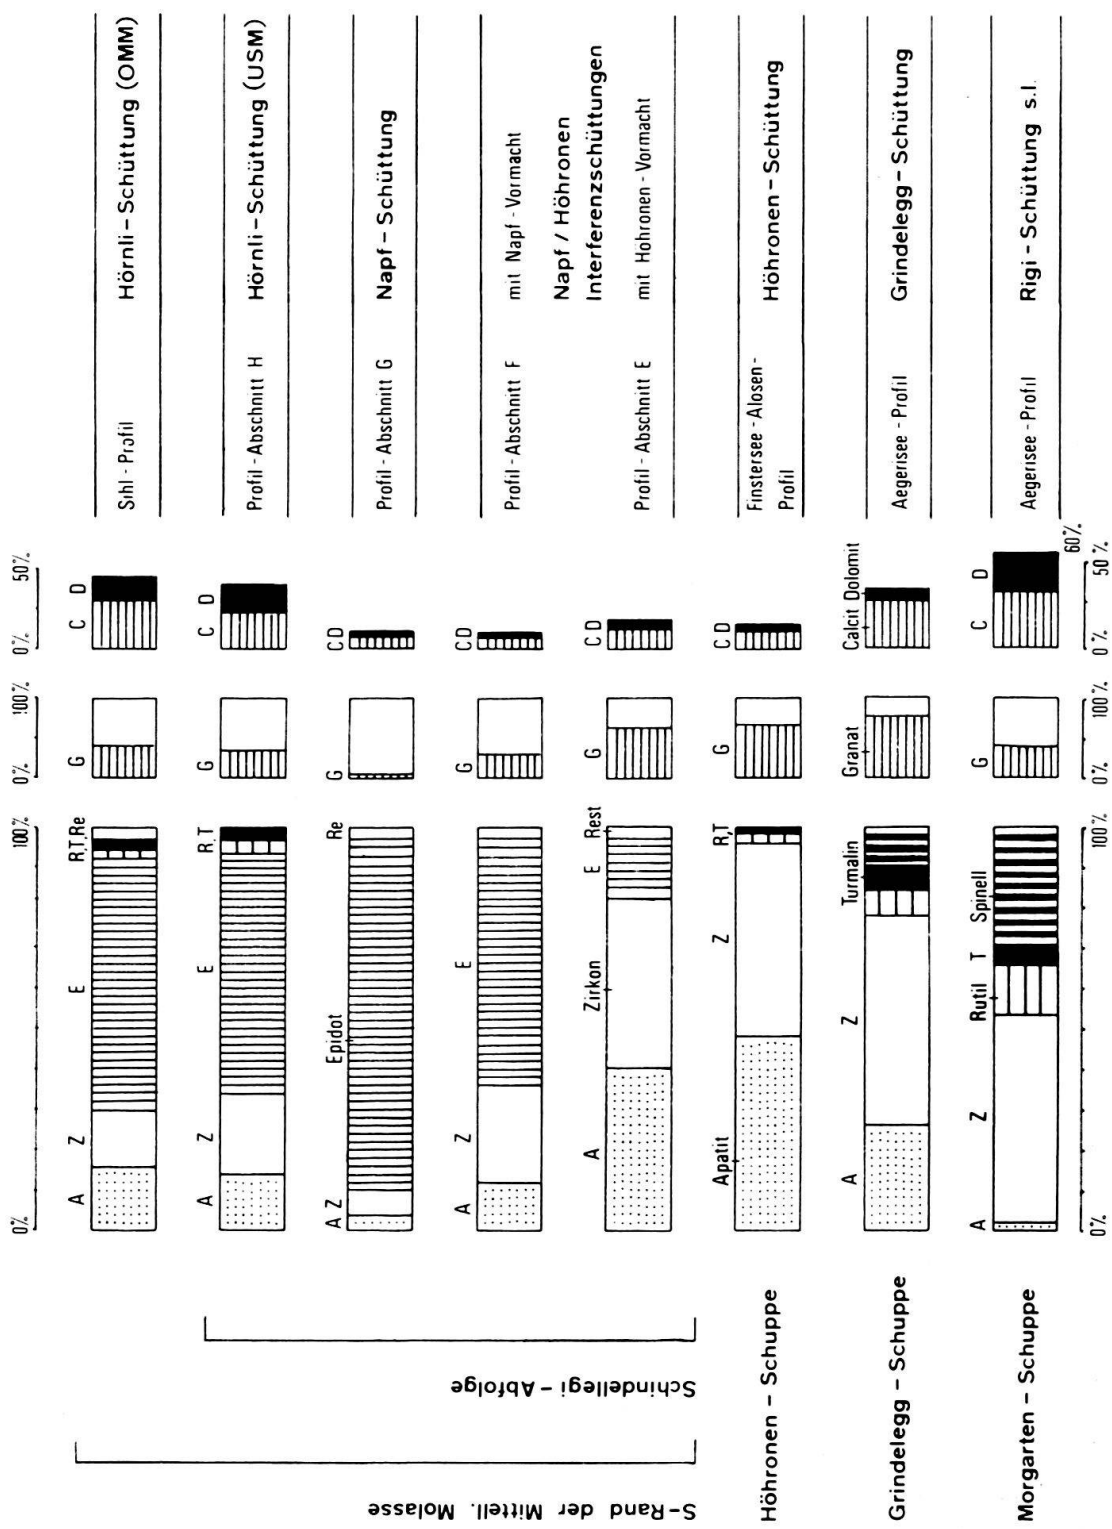 S-Rand der Mittell. Molasse
Schindellegi – Abfolge
0% 100% 0% 100% 0% 50%
A Z E R,T,Re G C D
Sihl - Profil Hörnli – Schüttung (OMM)
A Z E R,T G C D
Profil - Abschnitt H Hörnli – Schüttung (USM)
A Z Epidot Re G C D
Profil - Abschnitt G Napf – Schüttung
A Z E G C D
Profil - Abschnitt F mit Napf - Vormacht
Napf / Höhronen
Interferenzschüttungen
A Zirkon E Rest G C D
Profil - Abschnitt E mit Höhronen - Vormacht
Höhronen – Schuppe
Apatit Z R,T G C D
Finstersee - Alosen -
Profil
Höhronen – Schüttung
Grindelegg – Schuppe
A Z Turmalin Granat Calcit Dolomit
Aegerisee - Profil Grindelegg – Schüttung
Morgarten – Schuppe
A Z Rutil T Spinell G C D
Aegerisee - Profil Rigi – Schüttung s.l.
60%
0% 100% 0% 100% 0% 50%